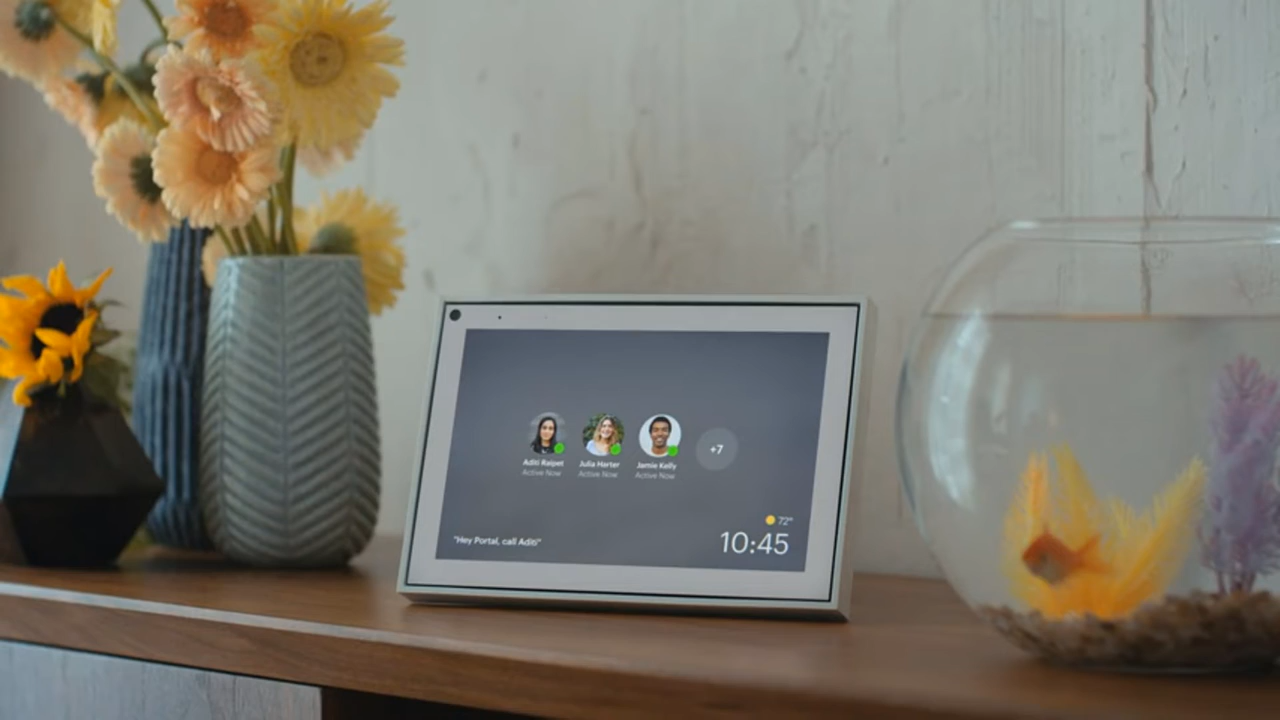 Aditi Raipet
Active Now
Julia Harter
Active Now
Jamie Kelly
Active Now
+7
72°
10:45
"Hey Portal, call Aditi"